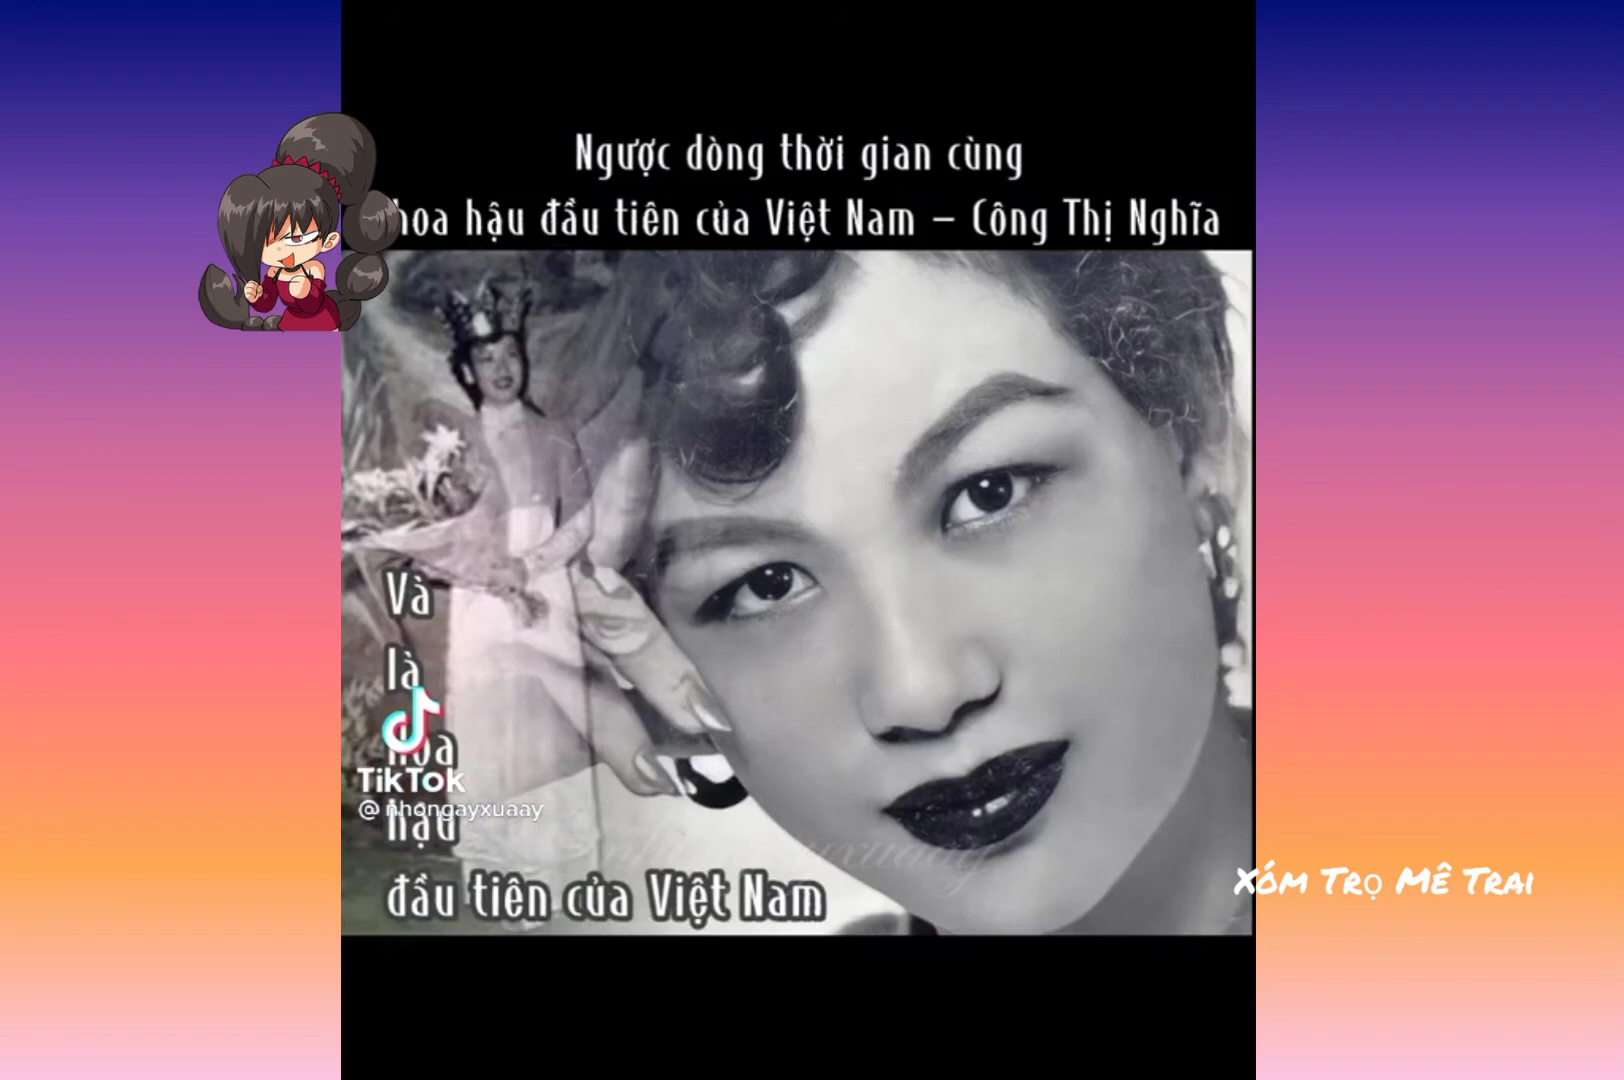 Ngược dòng thời gian cùng
hoa hậu đầu tiên của Việt Nam – Công Thị Nghĩa
Và
là
hoa
TikTok
@nhongayxuaay
hậu
đầu tiên của Việt Nam
Xóm Trọ Mê Trai